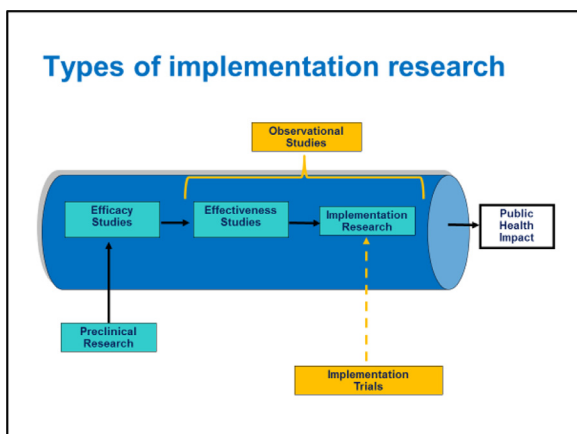 Types of implementation research
Observational
Studies
Efficacy
Studies
Effectiveness
Studies
Implementation
Research
Public
Health
Impact
Preclinical
Research
Implementation
Trials